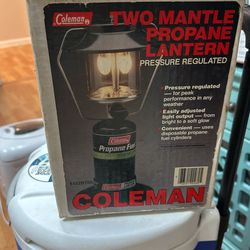 Coleman
TWO MANTLE
PROPANE
LANTERN
PRESSURE REGULATED
• Pressure regulated —
for peak
performance in any
weather
• Easily adjusted
light output — from
bright to a soft glow
• Convenient — uses
disposable propane
fuel cylinders
Coleman
Propane Fuel
COLEMAN